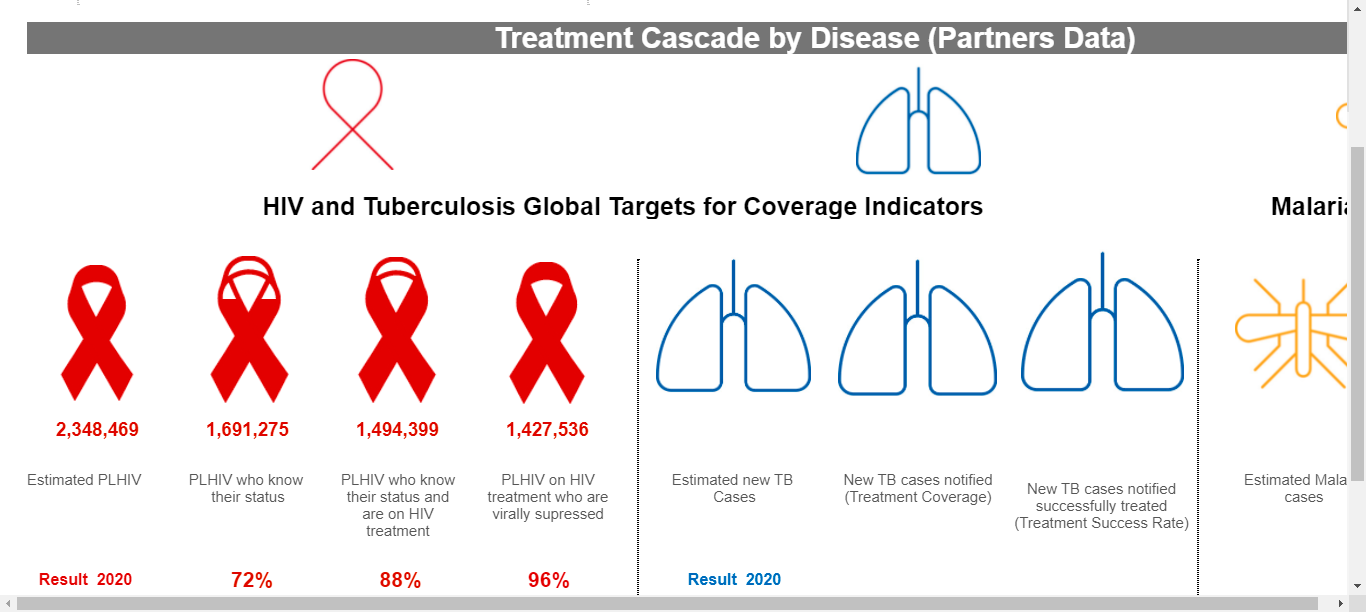 Treatment Cascade by Disease (Partners Data)
HIV and Tuberculosis Global Targets for Coverage Indicators
Malaria
2,348,469
1,691,275
1,494,399
1,427,536
Estimated PLHIV
PLHIV who know
their status
PLHIV who know
their status and
are on HIV
treatment
PLHIV on HIV
treatment who are
virally supressed
Estimated new TB
Cases
New TB cases notified
(Treatment Coverage)
New TB cases notified
successfully treated
(Treatment Success Rate)
Estimated Mala
cases
Result 2020
72%
88%
96%
Result 2020